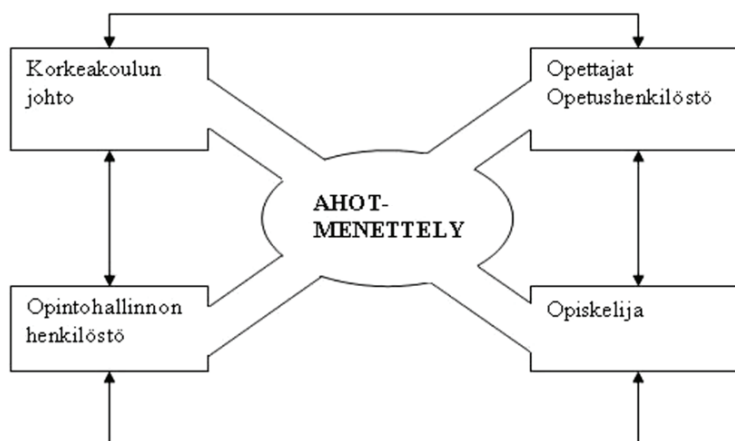 Korkeakoulun
johto
Opettajat
Opetushenkilöstö
AHOT-
MENETTELY
Opintohallinnon
henkilöstö
Opiskelija